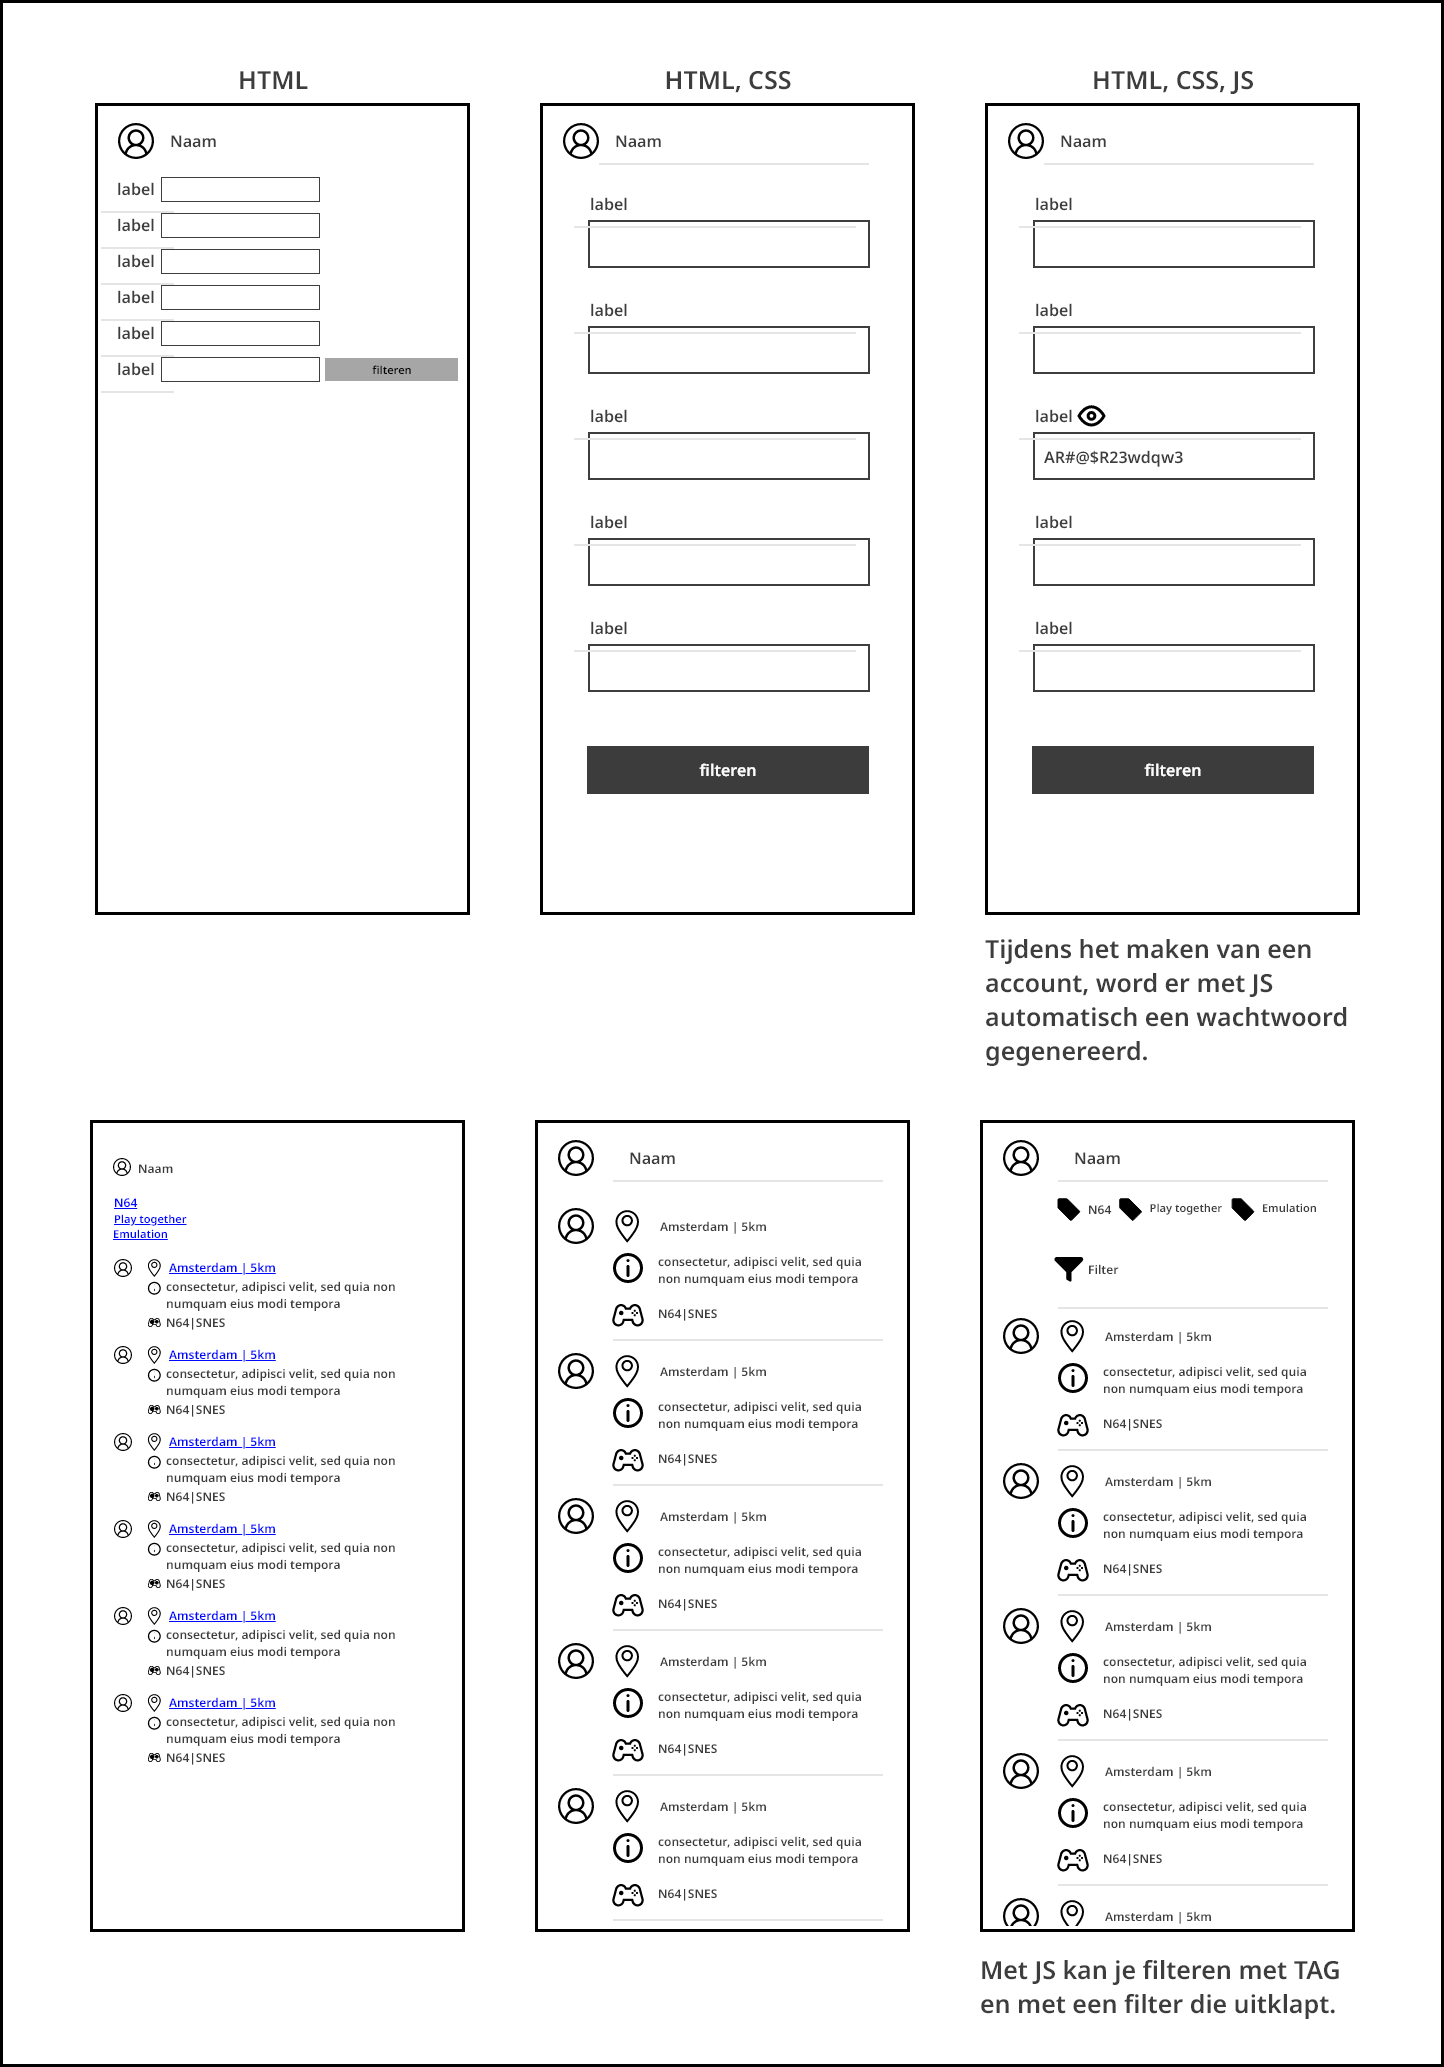 HTML
HTML, CSS
HTML, CSS, JS
Naam
label
label
label
label
label
label
filteren
Naam
label
label
label
label
label
filteren
Naam
label
label
label
AR#@$R23wdqw3
label
label
filteren
Tijdens het maken van een
account, word er met JS
automatisch een wachtwoord
gegenereerd.
Naam
N64
Play together
Emulation
Amsterdam | 5km
consectetur, adipisci velit, sed quia non
numquam eius modi tempora
N64|SNES
Amsterdam | 5km
consectetur, adipisci velit, sed quia non
numquam eius modi tempora
N64|SNES
Amsterdam | 5km
consectetur, adipisci velit, sed quia non
numquam eius modi tempora
N64|SNES
Amsterdam | 5km
consectetur, adipisci velit, sed quia non
numquam eius modi tempora
N64|SNES
Amsterdam | 5km
consectetur, adipisci velit, sed quia non
numquam eius modi tempora
N64|SNES
Amsterdam | 5km
consectetur, adipisci velit, sed quia non
numquam eius modi tempora
N64|SNES
Naam
Amsterdam | 5km
consectetur, adipisci velit, sed quia
non numquam eius modi tempora
N64|SNES
Amsterdam | 5km
consectetur, adipisci velit, sed quia
non numquam eius modi tempora
N64|SNES
Amsterdam | 5km
consectetur, adipisci velit, sed quia
non numquam eius modi tempora
N64|SNES
Amsterdam | 5km
consectetur, adipisci velit, sed quia
non numquam eius modi tempora
N64|SNES
Amsterdam | 5km
consectetur, adipisci velit, sed quia
non numquam eius modi tempora
N64|SNES
Naam
N64 Play together Emulation
Filter
Amsterdam | 5km
consectetur, adipisci velit, sed quia
non numquam eius modi tempora
N64|SNES
Amsterdam | 5km
consectetur, adipisci velit, sed quia
non numquam eius modi tempora
N64|SNES
Amsterdam | 5km
consectetur, adipisci velit, sed quia
non numquam eius modi tempora
N64|SNES
Amsterdam | 5km
consectetur, adipisci velit, sed quia
non numquam eius modi tempora
N64|SNES
Amsterdam | 5km
Met JS kan je filteren met TAG
en met een filter die uitklapt.